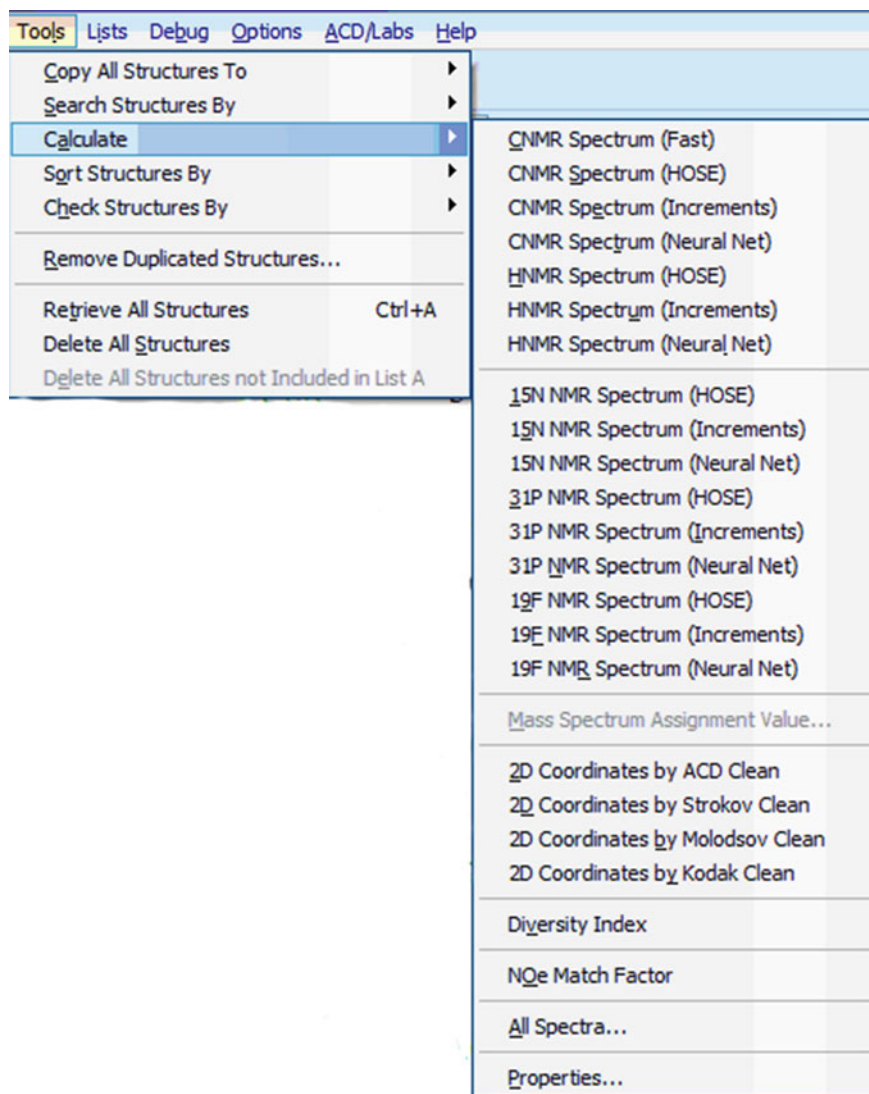 Tools Lists Debug Options ACD/Labs Help
Copy All Structures To
Search Structures By
Calculate
Sort Structures By
Check Structures By
Remove Duplicated Structures...
Retrieve All Structures Ctrl+A
Delete All Structures
Delete All Structures not Included in List A
CNMR Spectrum (Fast)
CNMR Spectrum (HOSE)
CNMR Spectrum (Increments)
CNMR Spectrum (Neural Net)
HNMR Spectrum (HOSE)
HNMR Spectrum (Increments)
HNMR Spectrum (Neural Net)
15N NMR Spectrum (HOSE)
15N NMR Spectrum (Increments)
15N NMR Spectrum (Neural Net)
31P NMR Spectrum (HOSE)
31P NMR Spectrum (Increments)
31P NMR Spectrum (Neural Net)
19F NMR Spectrum (HOSE)
19F NMR Spectrum (Increments)
19F NMR Spectrum (Neural Net)
Mass Spectrum Assignment Value...
2D Coordinates by ACD Clean
2D Coordinates by Strokov Clean
2D Coordinates by Molodsov Clean
2D Coordinates by Kodak Clean
Diversity Index
NOe Match Factor
All Spectra...
Properties...